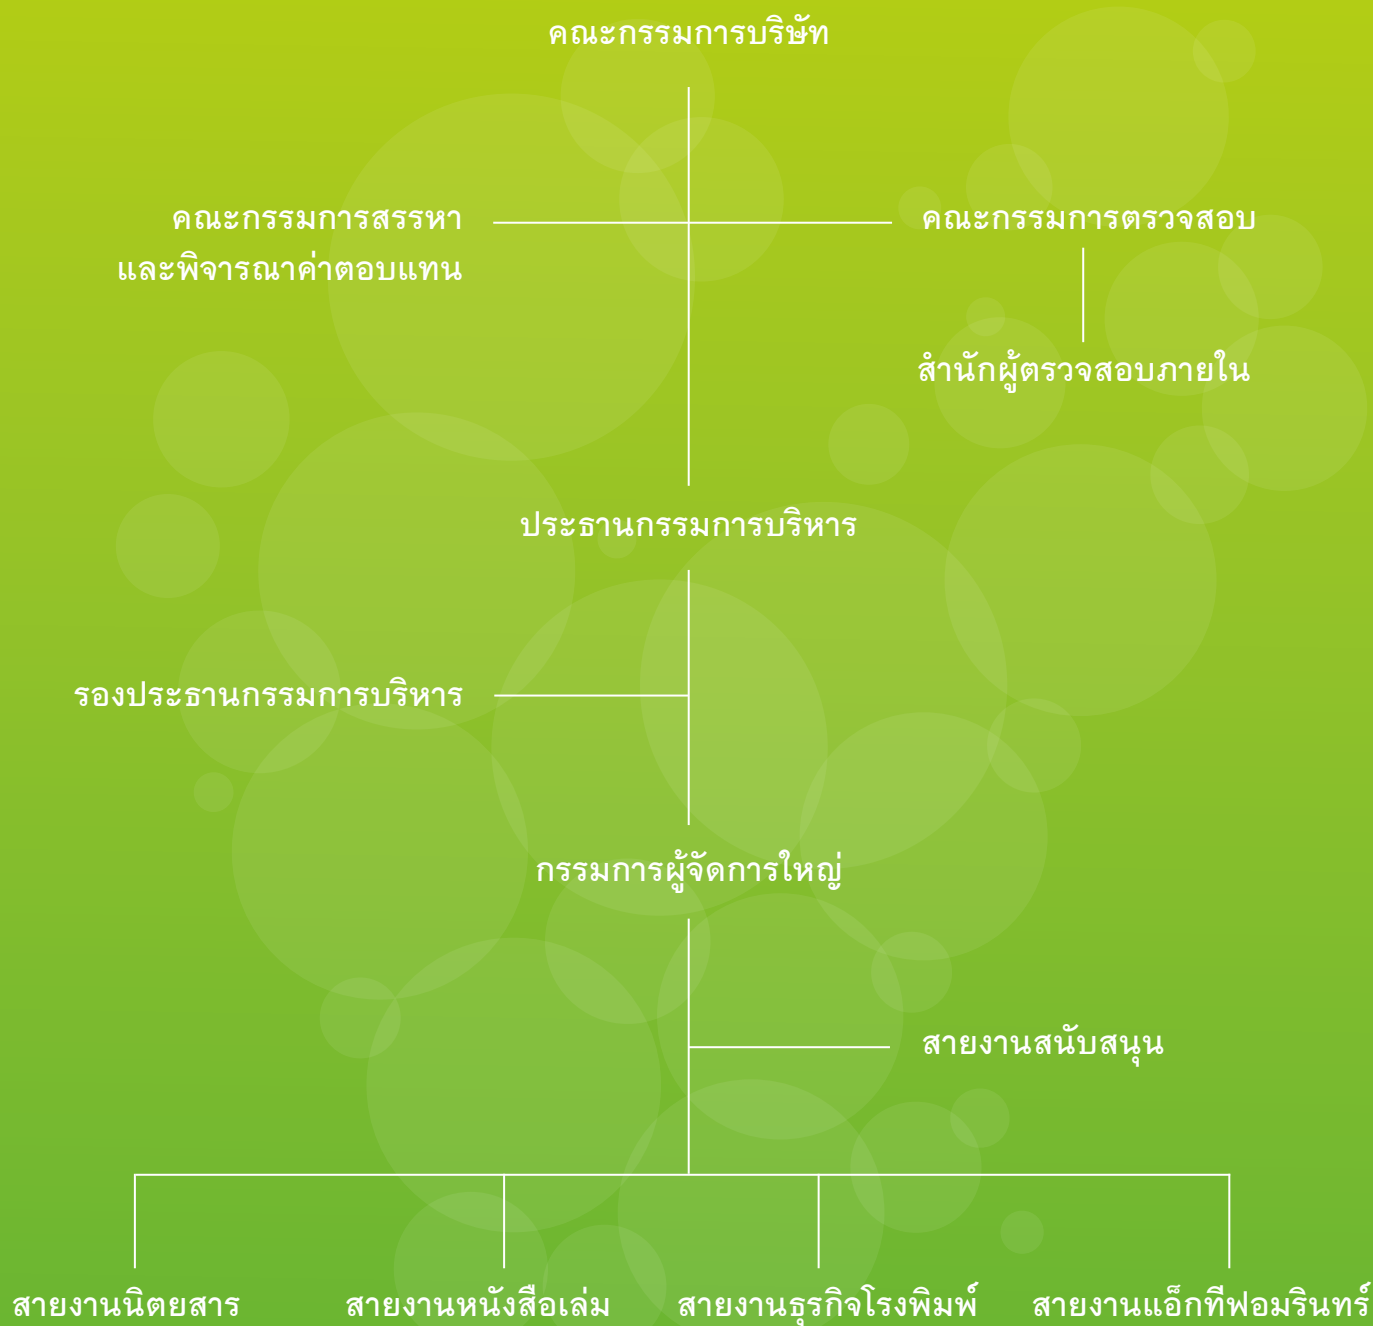 คณะกรรมการบริษัท
คณะกรรมการสรรหา
และพิจารณาค่าตอบแทน
คณะกรรมการตรวจสอบ
สำนักผู้ตรวจสอบภายใน
ประธานกรรมการบริหาร
รองประธานกรรมการบริหาร
กรรมการผู้จัดการใหญ่
สายงานสนับสนุน
สายงานนิตยสาร
สายงานหนังสือเล่ม
สายงานธุรกิจโรงพิมพ์
สายงานแอ็กทีฟอมรินทร์